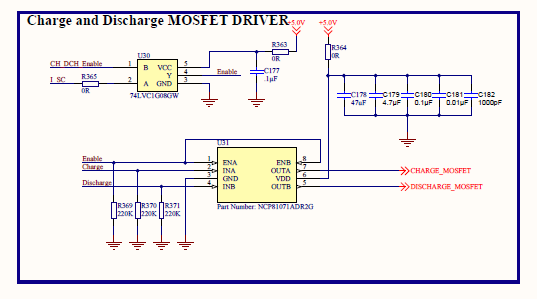 Charge and Discharge MOSFET DRIVER
+5.0V
+5.0V
U30
R363
0R
R364
0R
CH_DCH_Enable
1
B
VCC
5
Y
4
Enable
I_SC
R365
0R
2
A
GND
3
74LVC1G08GW
C177
.1µF
C178
47uF
C179
4.7µF
C180
0.1µF
C181
0.01µF
C182
1000pF
U31
Enable
1
ENA
ENB
8
Charge
2
INA
OUTA
7
CHARGE_MOSFET
3
GND
VDD
6
Discharge
4
INB
OUTB
5
DISCHARGE_MOSFET
Part Number: NCP81071ADR2G
R369
220K
R370
220K
R371
220K